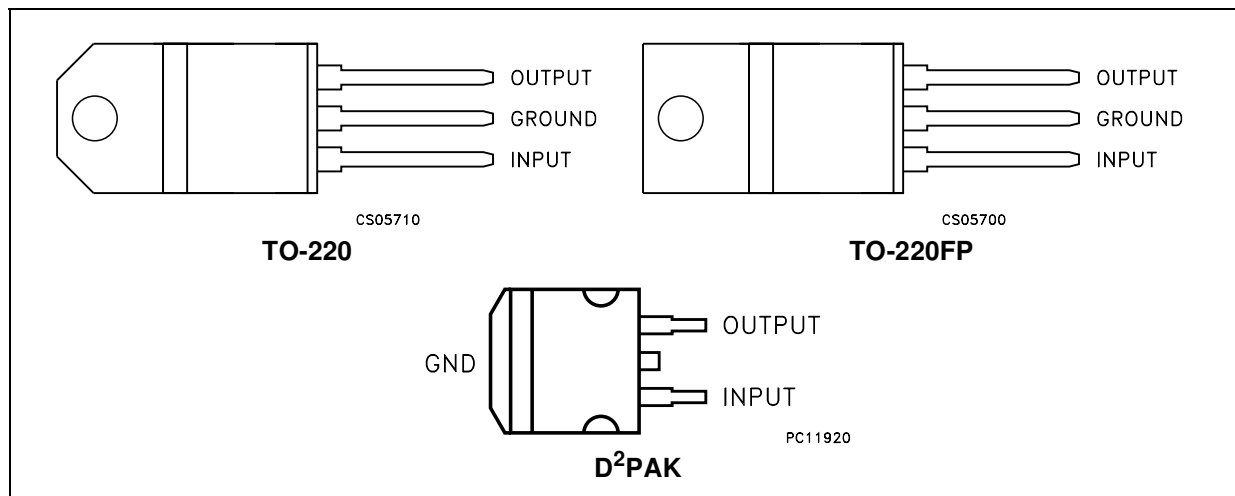 OUTPUT
GROUND
INPUT
CS05710
TO-220
OUTPUT
GROUND
INPUT
CS05700
TO-220FP
GND
OUTPUT
INPUT
PC11920
D²PAK